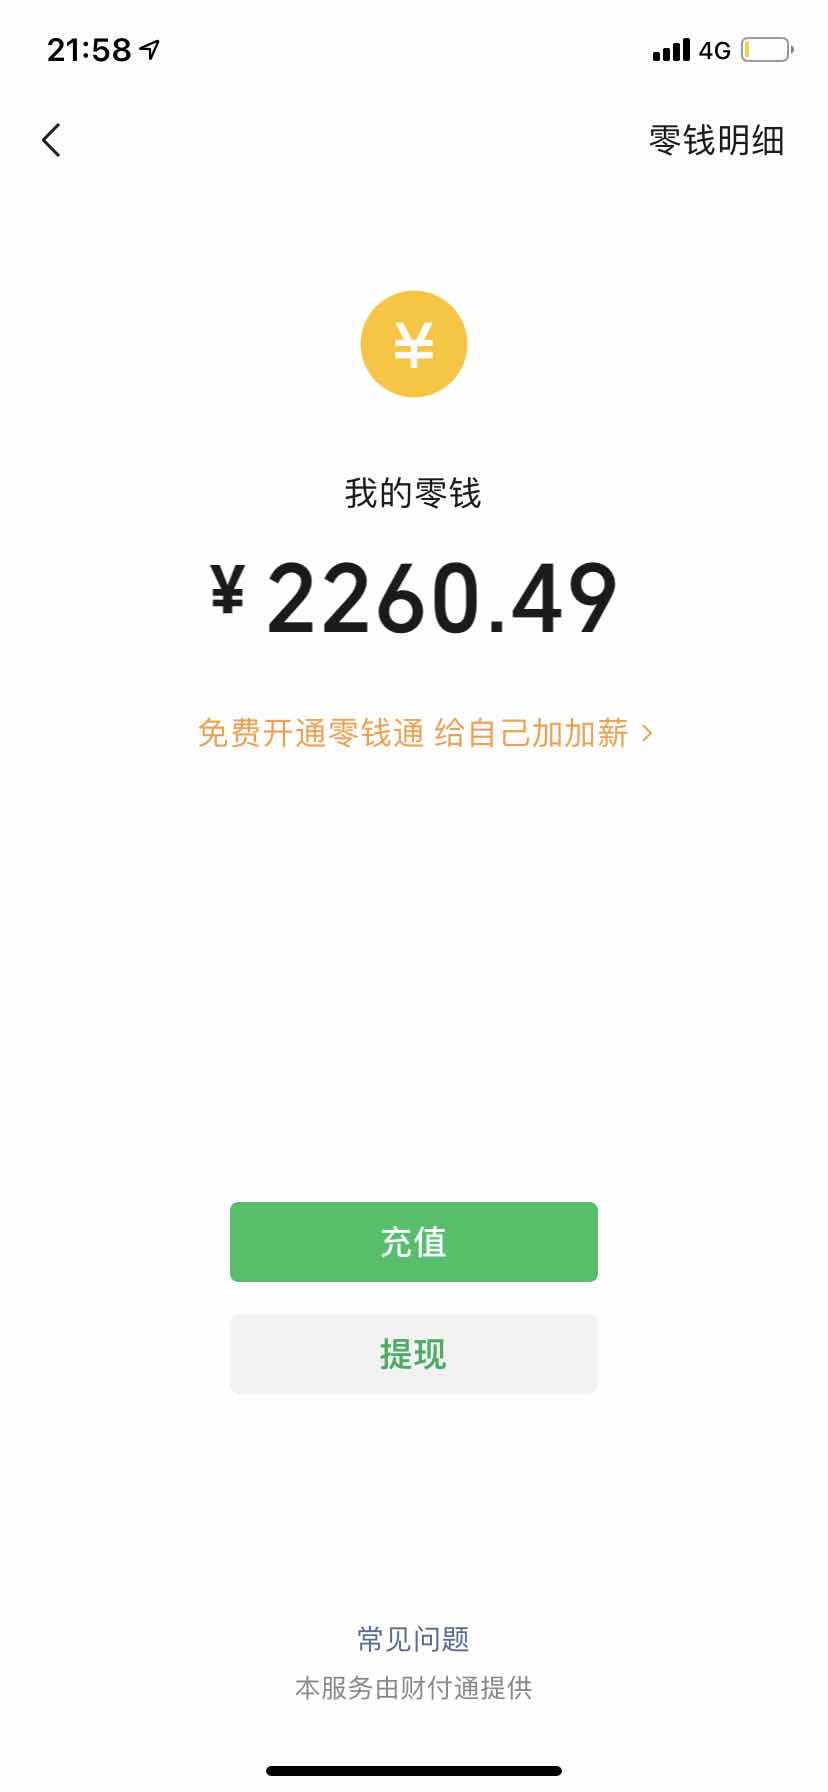 21:58 4G
零钱明细
¥
我的零钱
¥2260.49
免费开通零钱通 给自己加加薪 >
充值
提现
常见问题
本服务由财付通提供